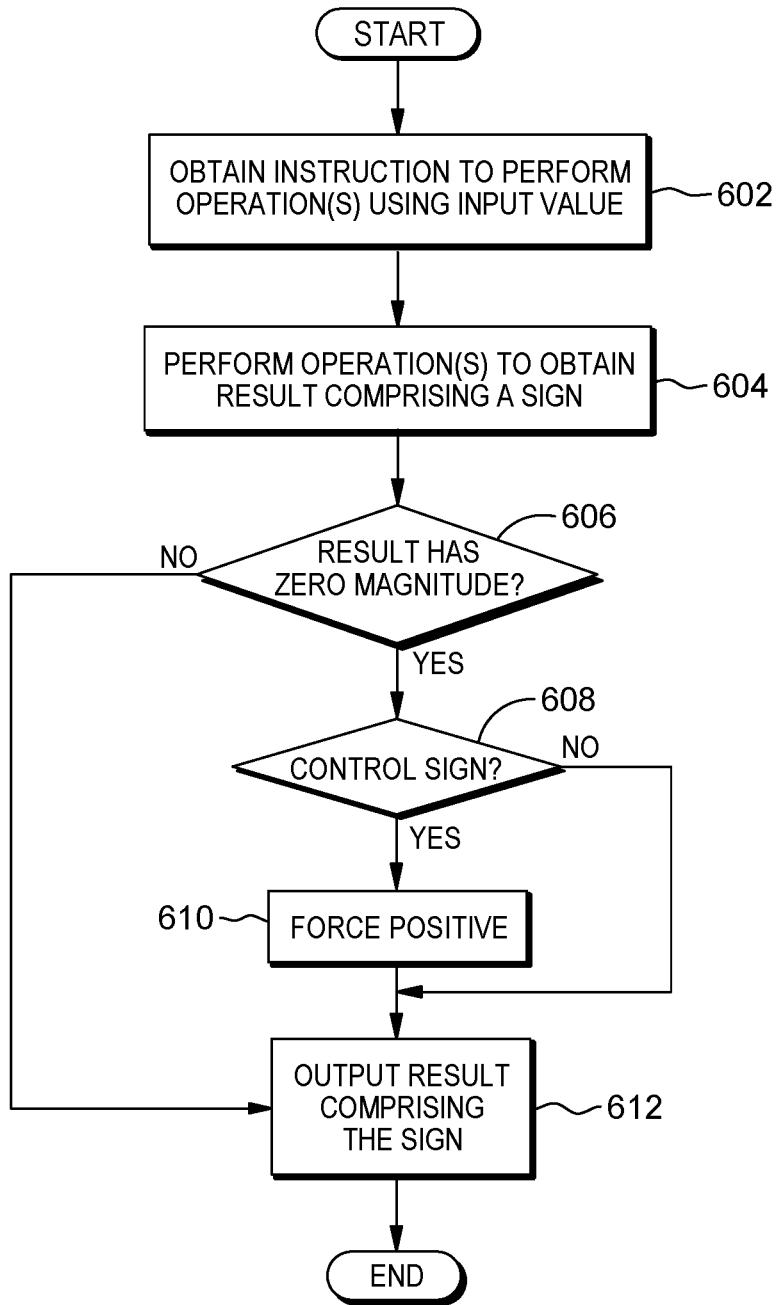 START
OBTAIN INSTRUCTION TO PERFORM
OPERATION(S) USING INPUT VALUE
602
PERFORM OPERATION(S) TO OBTAIN
RESULT COMPRISING A SIGN
604
606
NO
RESULT HAS
ZERO MAGNITUDE?
YES
608
NO
CONTROL SIGN?
YES
610
FORCE POSITIVE
OUTPUT RESULT
COMPRISING
THE SIGN
612
END